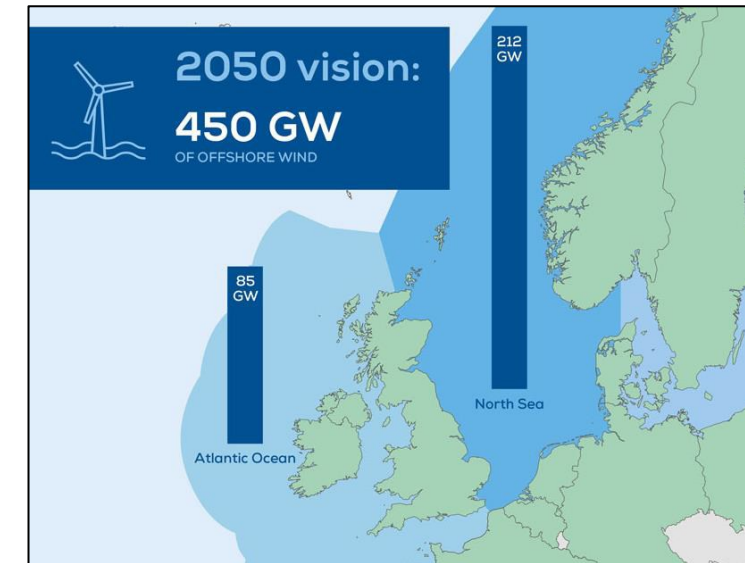 2050 vision:
450 GW
OF OFFSHORE WIND
212
GW
85
GW
North Sea
Atlantic Ocean